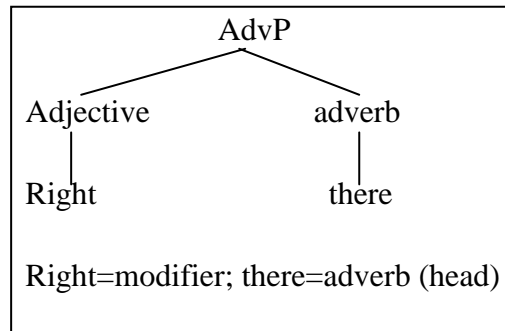 AdvP
Adjective adverb
Right there
Right=modifier; there=adverb (head)